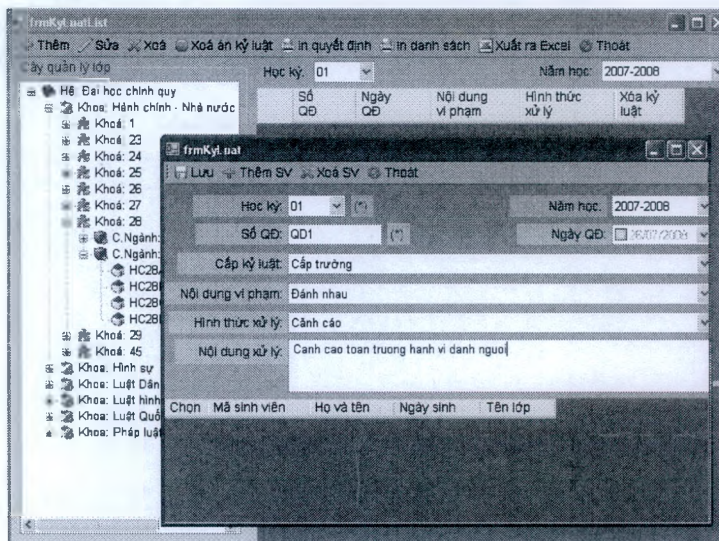 frmKyLuatList
Thêm Sửa Xoá Xoá án kỷ luật In quyết định In danh sách Xuất ra Excel Thoát
Cây quản lý lớp
Học kỳ: 01 Năm học: 2007-2008
Số QĐ Ngày QĐ Nội dung vi phạm Hình thức xử lý Xóa kỷ luật
Hệ: Đại học chính quy
Khoa: Hành chính - Nhà nước
Khoá: 1
Khoá: 23
Khoá: 24
Khoá: 25
Khoá: 26
Khoá: 27
Khoá: 28
C.Ngành:
C.Ngành:
HC28
HC28
HC28
HC28
Khoá: 29
Khoá: 45
Khoa: Hình sự
Khoa: Luật Dân
Khoa: Luật hình
Khoa: Luật Quố
Khoa: Pháp luật
frmKyLuat
Lưu Thêm SV Xoá SV Thoát
Học kỳ: 01 (*) Năm học: 2007-2008
Số QĐ: QD1 (*) Ngày QĐ: 26/07/2008
Cấp kỷ luật: Cấp trường
Nội dung vi phạm: Đánh nhau
Hình thức xử lý: Cảnh cáo
Nội dung xử lý: Canh cao toan truong hanh vi danh nguoi
Chọn Mã sinh viên Họ và tên Ngày sinh Tên lớp